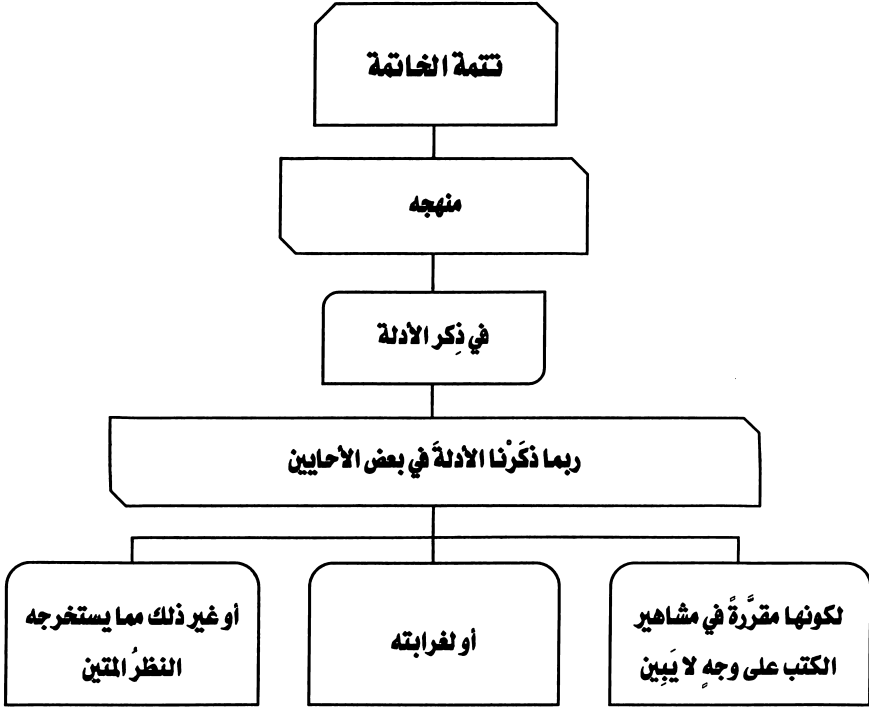 تتمة الخاتمة
منهجه
في ذِكر الأدلة
ربما ذكَرْنا الأدلةَ في بعض الأحايين
لكونها مقرَّرةً في مشاهير
الكتب على وجهٍ لا يَبِين
أو لغرابته
أو غير ذلك مما يستخرجه
النظرُ المتين